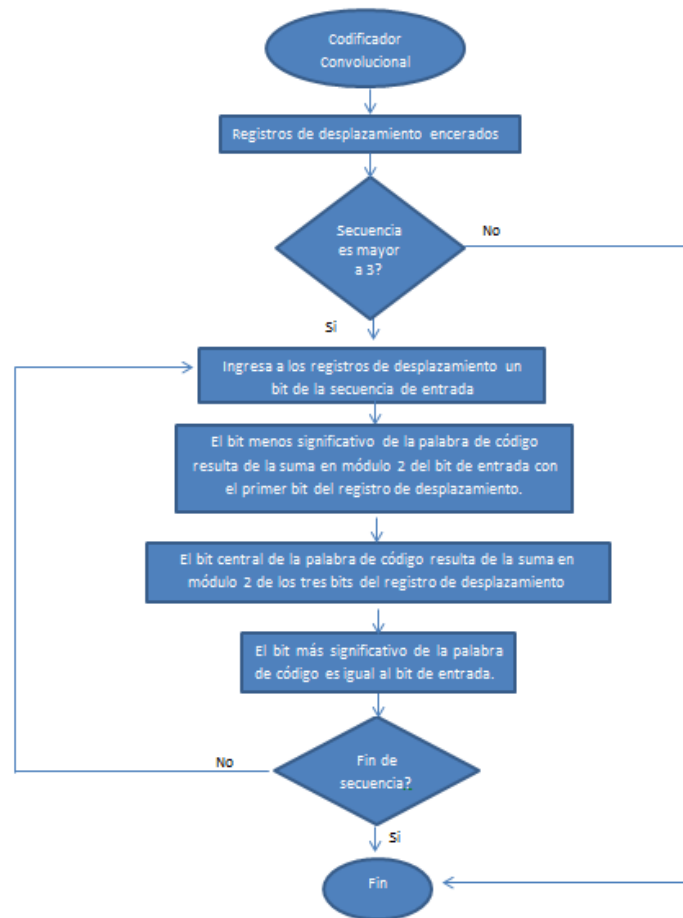 Codificador
Convolucional
Registros de desplazamiento encerados
Secuencia
es mayor
a 3?
No
Si
Ingresa a los registros de desplazamiento un
bit de la secuencia de entrada
El bit menos significativo de la palabra de código
resulta de la suma en módulo 2 del bit de entrada con
el primer bit del registro de desplazamiento.
El bit central de la palabra de código resulta de la suma en
módulo 2 de los tres bits del registro de desplazamiento
El bit más significativo de la palabra
de código es igual al bit de entrada.
Fin de
secuencia?
No
Si
Fin